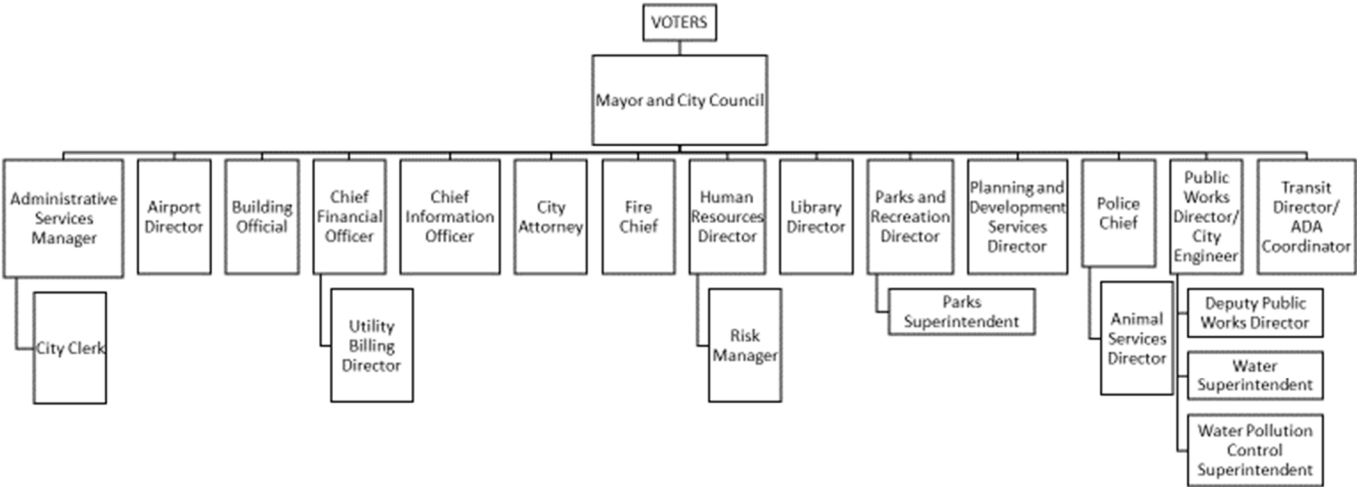 VOTERS
Mayor and City Council
Administrative
Services
Manager
Airport
Director
Building
Official
Chief
Financial
Officer
Chief
Information
Officer
City
Attorney
Fire
Chief
Human
Resources
Director
Library
Director
Parks and
Recreation
Director
Planning and
Development
Services
Director
Police
Chief
Public
Works
Director/
City
Engineer
Transit
Director/
ADA
Coordinator
City Clerk
Utility
Billing
Director
Risk
Manager
Parks
Superintendent
Animal
Services
Director
Deputy Public
Works Director
Water
Superintendent
Water Pollution
Control
Superintendent